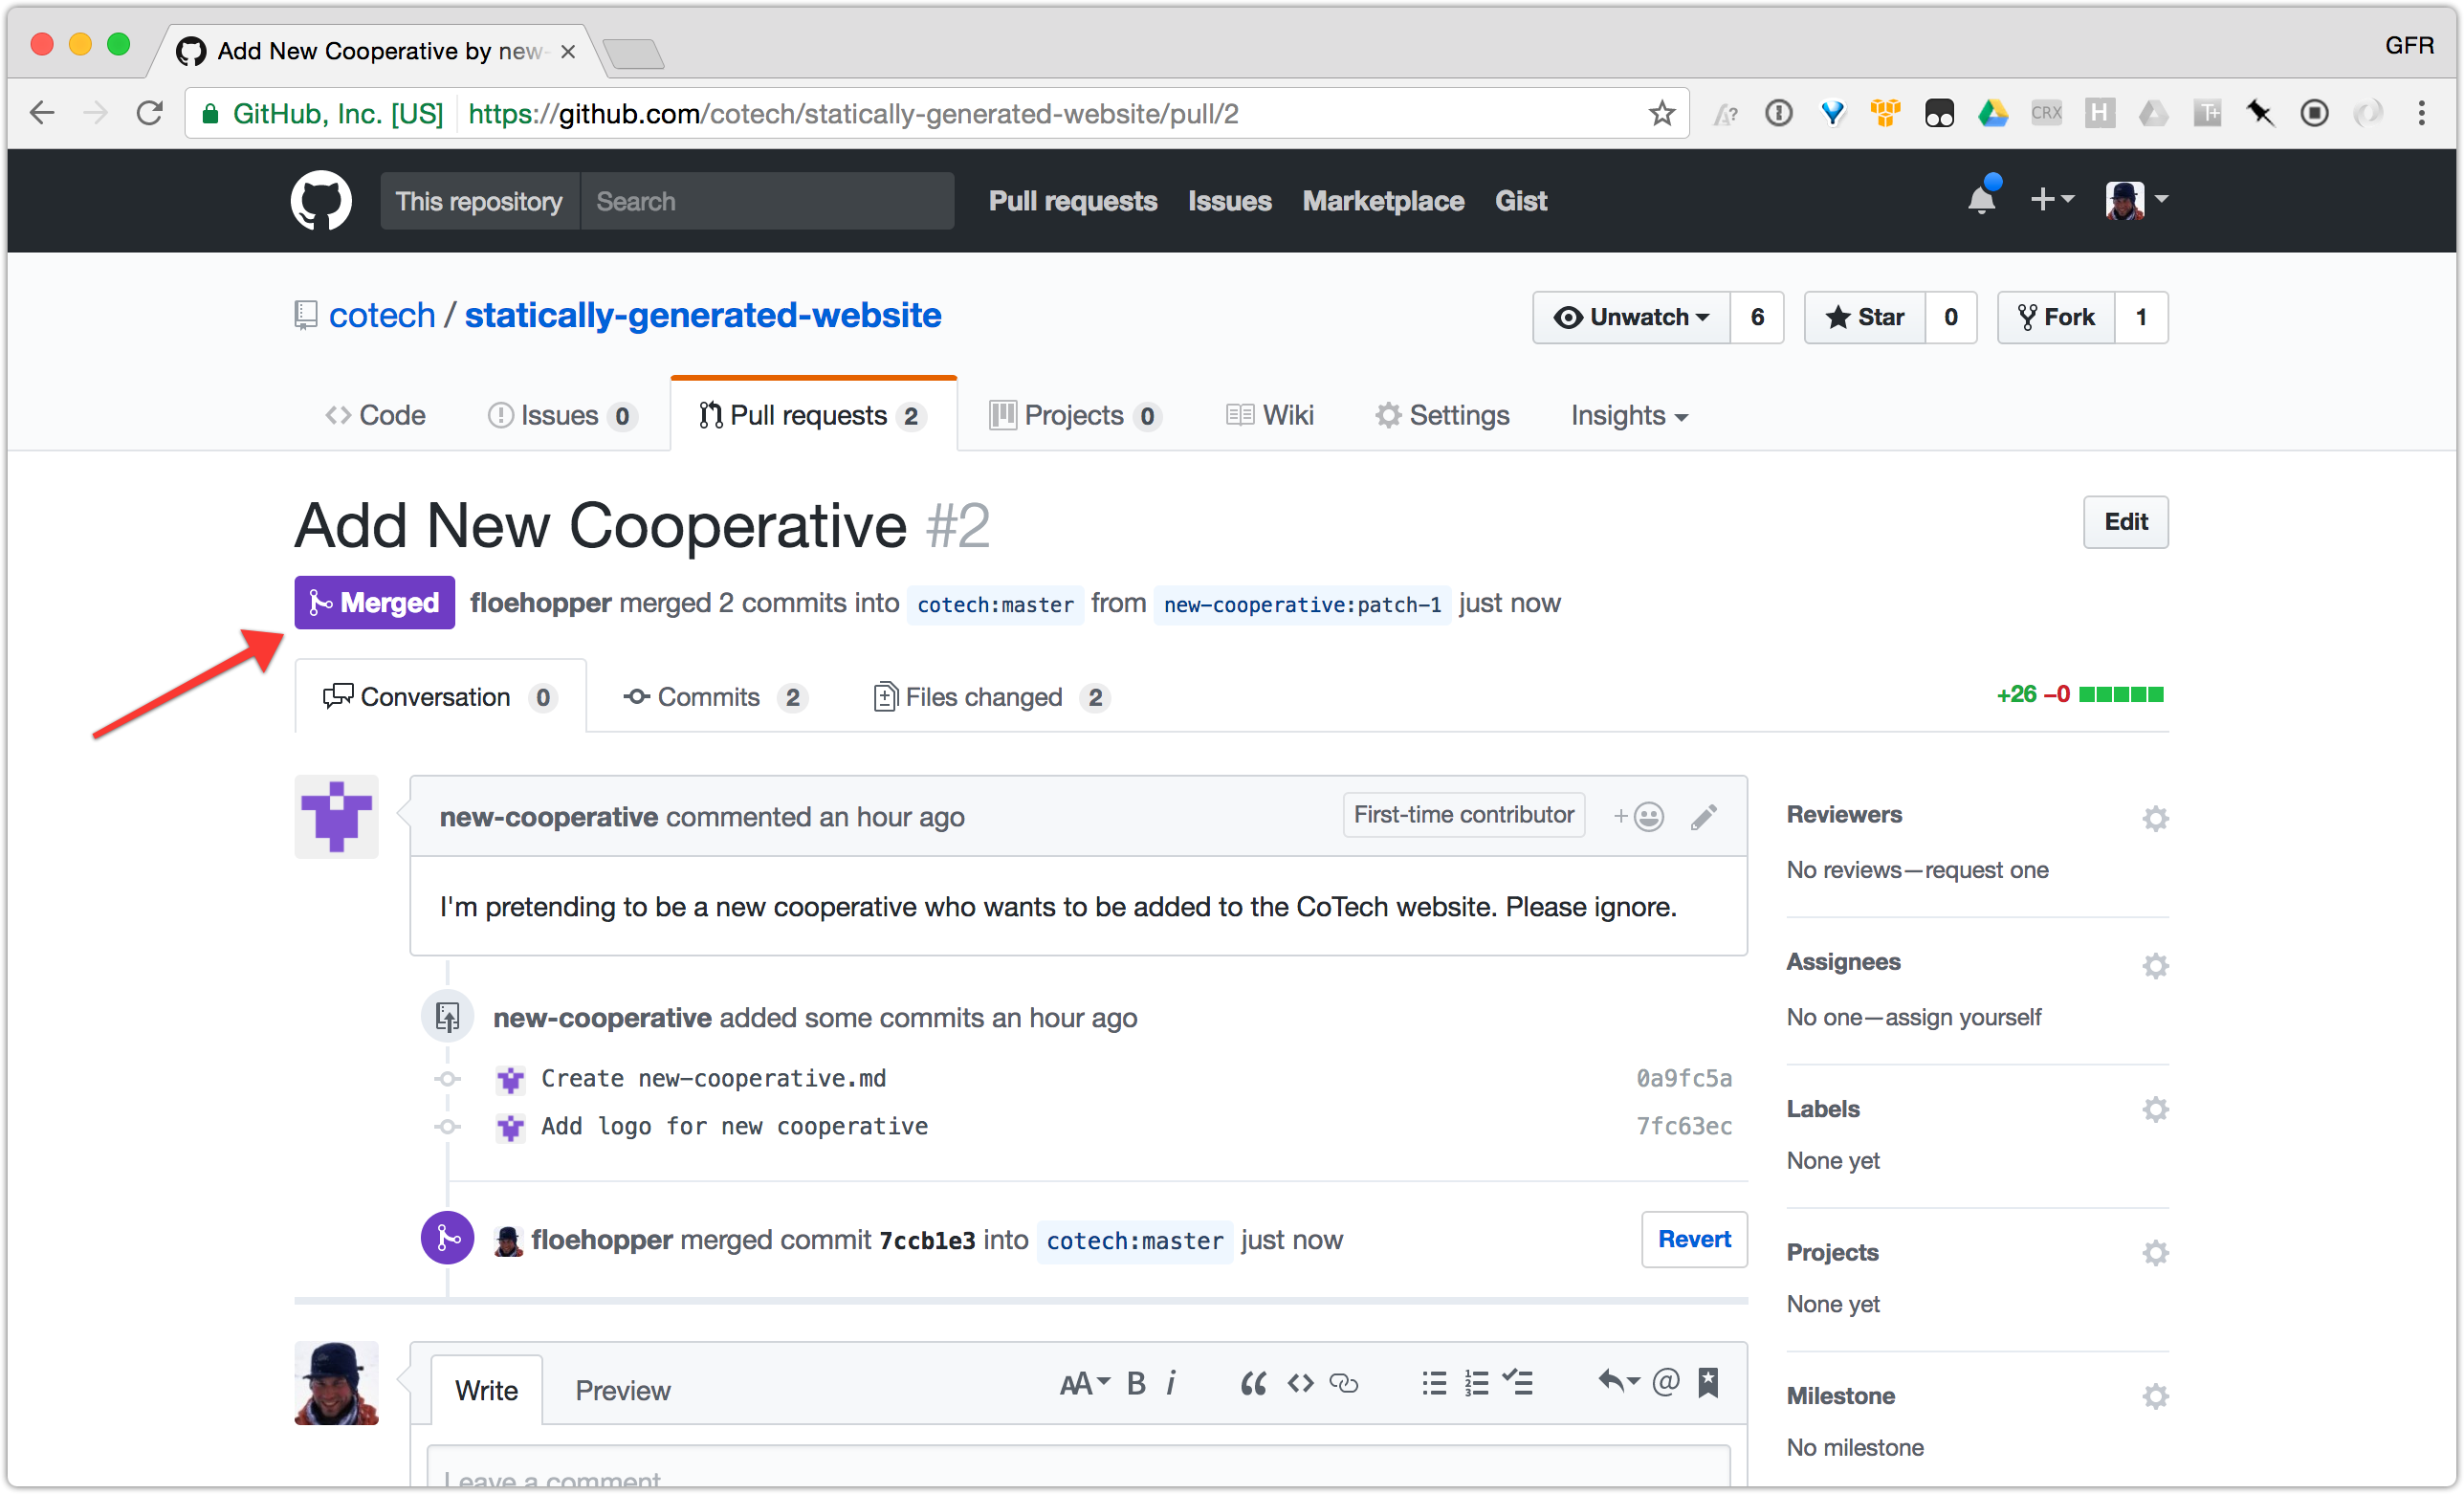 Add New Cooperative by new-
GFR
GitHub, Inc. [US] https://github.com/cotech/statically-generated-website/pull/2
CRX H T+
This repository Search Pull requests Issues Marketplace Gist
cotech / statically-generated-website Unwatch 6 Star 0 Fork 1
Code Issues 0 Pull requests 2 Projects 0 Wiki Settings Insights
Add New Cooperative #2 Edit
Merged floehopper merged 2 commits into cotech:master from new-cooperative:patch-1 just now
Conversation 0 Commits 2 Files changed 2 +26 −0
new-cooperative commented an hour ago First-time contributor
I'm pretending to be a new cooperative who wants to be added to the CoTech website. Please ignore.
new-cooperative added some commits an hour ago
Create new-cooperative.md 0a9fc5a
Add logo for new cooperative 7fc63ec
floehopper merged commit 7ccb1e3 into cotech:master just now Revert
Write Preview AA B i
Leave a comment
Reviewers
No reviews—request one
Assignees
No one—assign yourself
Labels
None yet
Projects
None yet
Milestone
No milestone